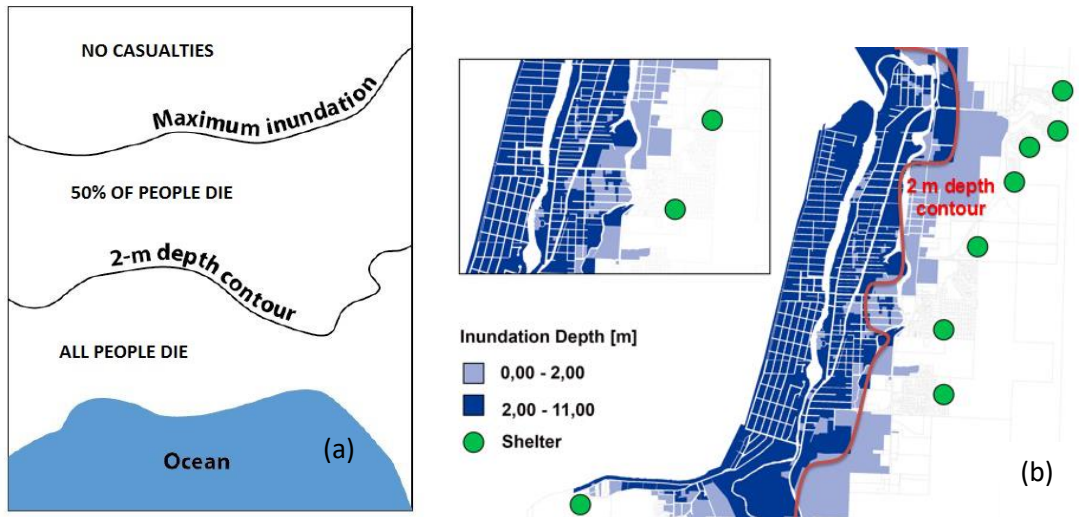 NO CASUALTIES
Maximum inundation
50% OF PEOPLE DIE
2-m depth contour
ALL PEOPLE DIE
Ocean
(a)
2 m depth
contour
Inundation Depth [m]
0,00 - 2,00
2,00 - 11,00
Shelter
(b)